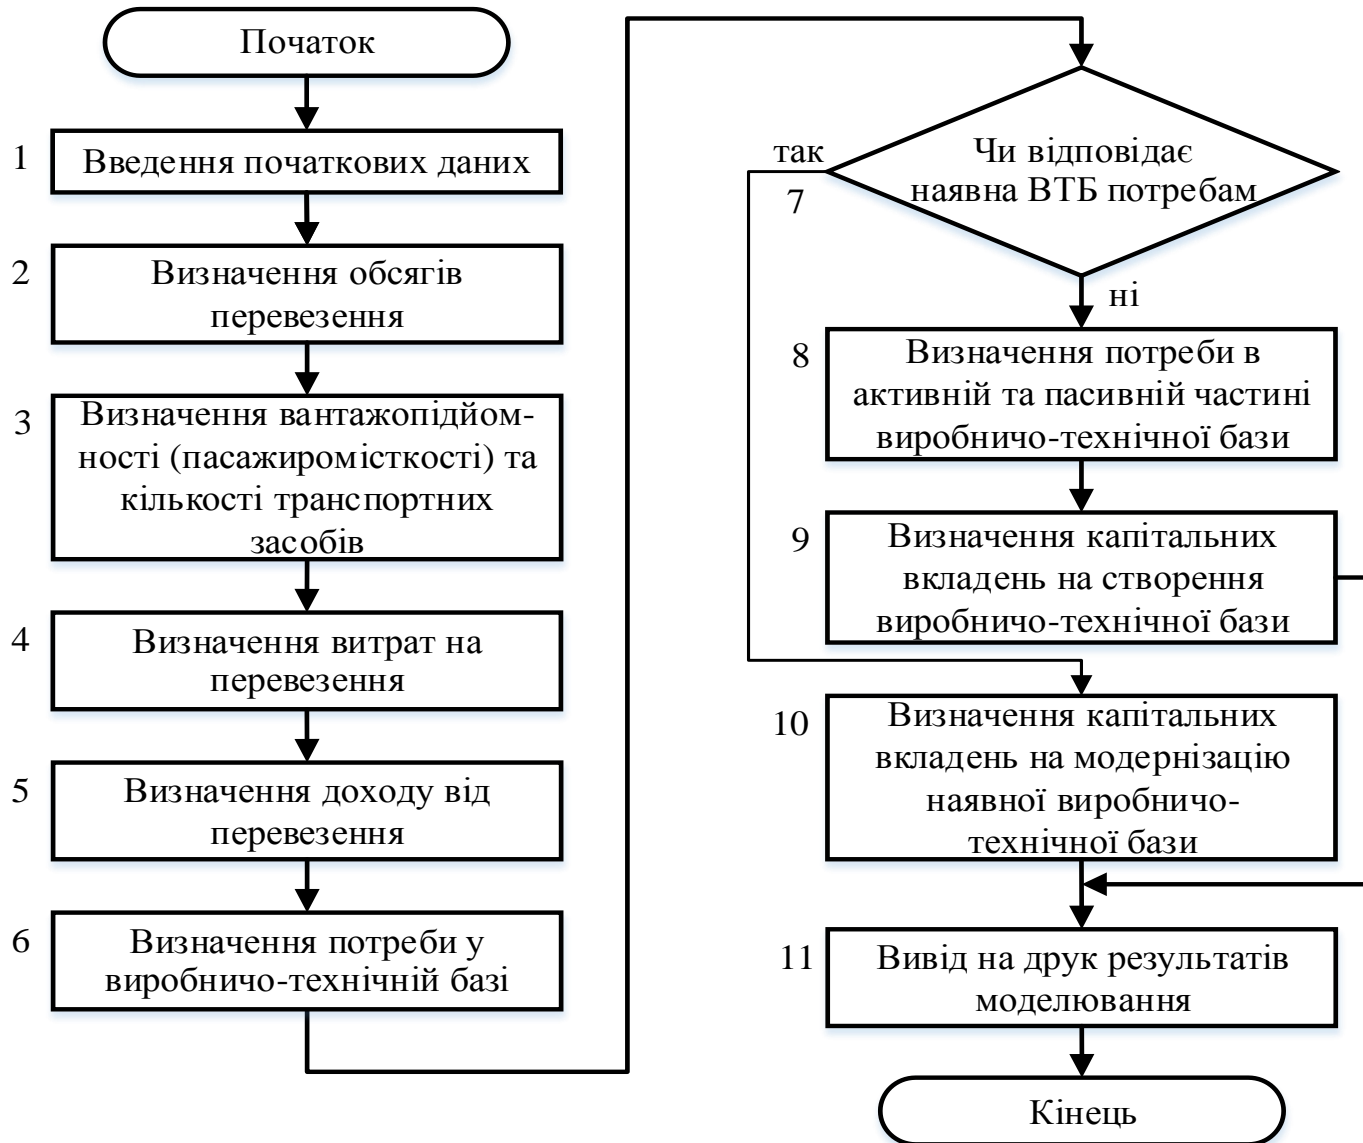 Початок
1
Введення початкових даних
2
Визначення обсягів
перевезення
3
Визначення вантажопідйом-
ності (пасажиромісткості) та
кількості транспортних
засобів
4
Визначення витрат на
перевезення
5
Визначення доходу від
перевезення
6
Визначення потреби у
виробничо-технічній базі
так
7
Чи відповідає
наявна ВТБ потребам
ні
8
Визначення потреби в
активній та пасивній частині
виробничо-технічної бази
9
Визначення капітальних
вкладень на створення
виробничо-технічної бази
10
Визначення капітальних
вкладень на модернізацію
наявної виробничо-
технічної бази
11
Вивід на друк результатів
моделювання
Кінець